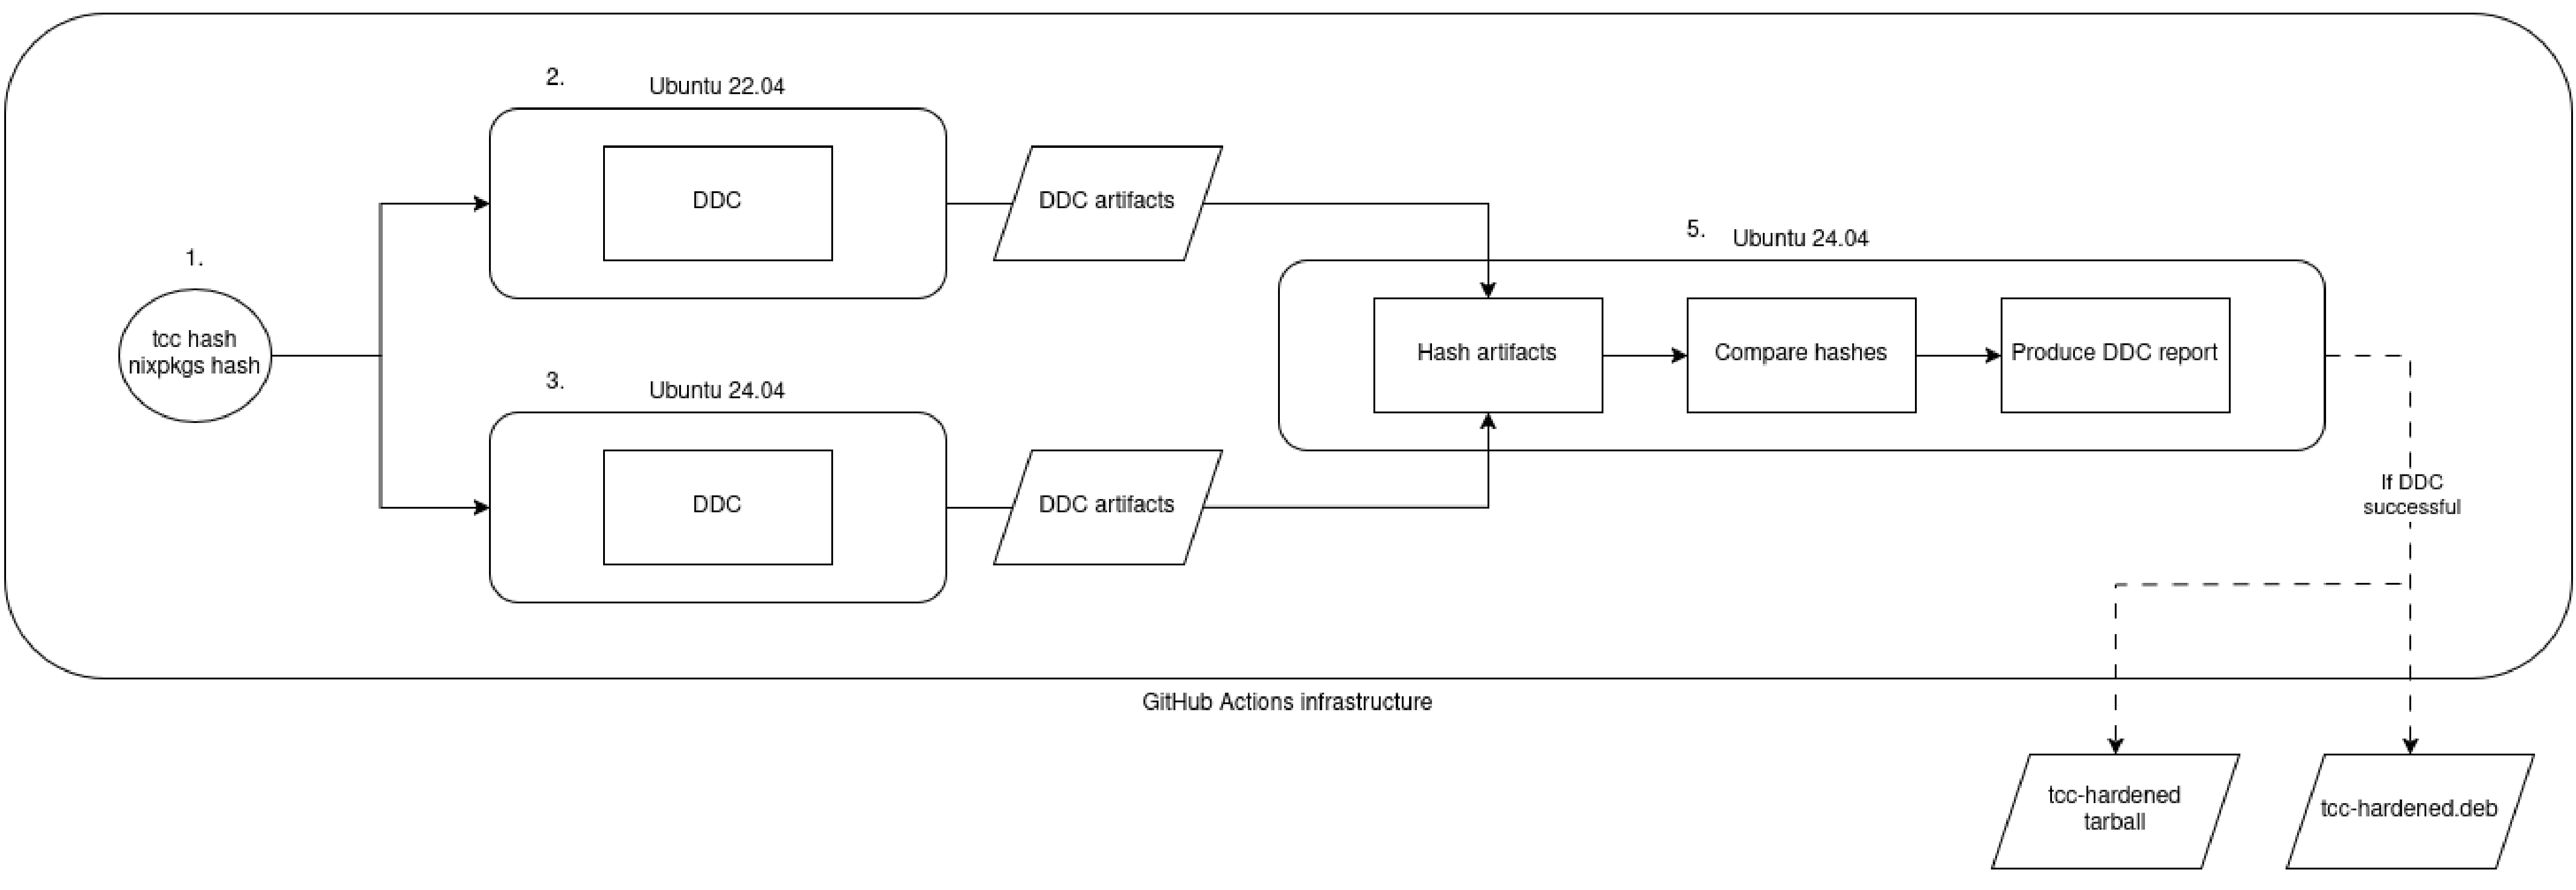 2.
Ubuntu 22.04
DDC
DDC artifacts
1.
tcc hash
nixpkgs hash
3.
Ubuntu 24.04
DDC
DDC artifacts
5.
Ubuntu 24.04
Hash artifacts
Compare hashes
Produce DDC report
If DDC
successful
GitHub Actions infrastructure
tcc-hardened
tarball
tcc-hardened.deb